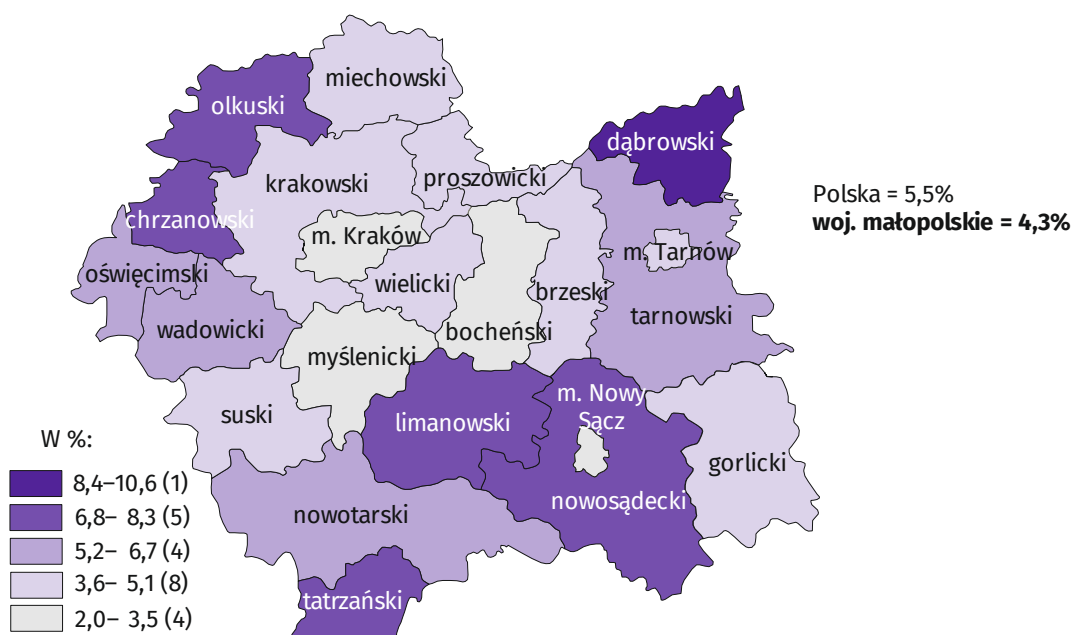 miechowski
olkuski
dąbrowski
krakowski
proszowicki
Polska = 5,5%
woj. małopolskie = 4,3%
chrzanowski
m. Kraków
m. Tarnów
oświęcimski
wielicki
brzeski
tarnowski
wadowicki
bocheński
myślenicki
m. Nowy
Sącz
suski
limanowski
gorlicki
nowosądecki
nowotarski
tatrzański
W %:
8,4–10,6 (1)
6,8– 8,3 (5)
5,2– 6,7 (4)
3,6– 5,1 (8)
2,0– 3,5 (4)